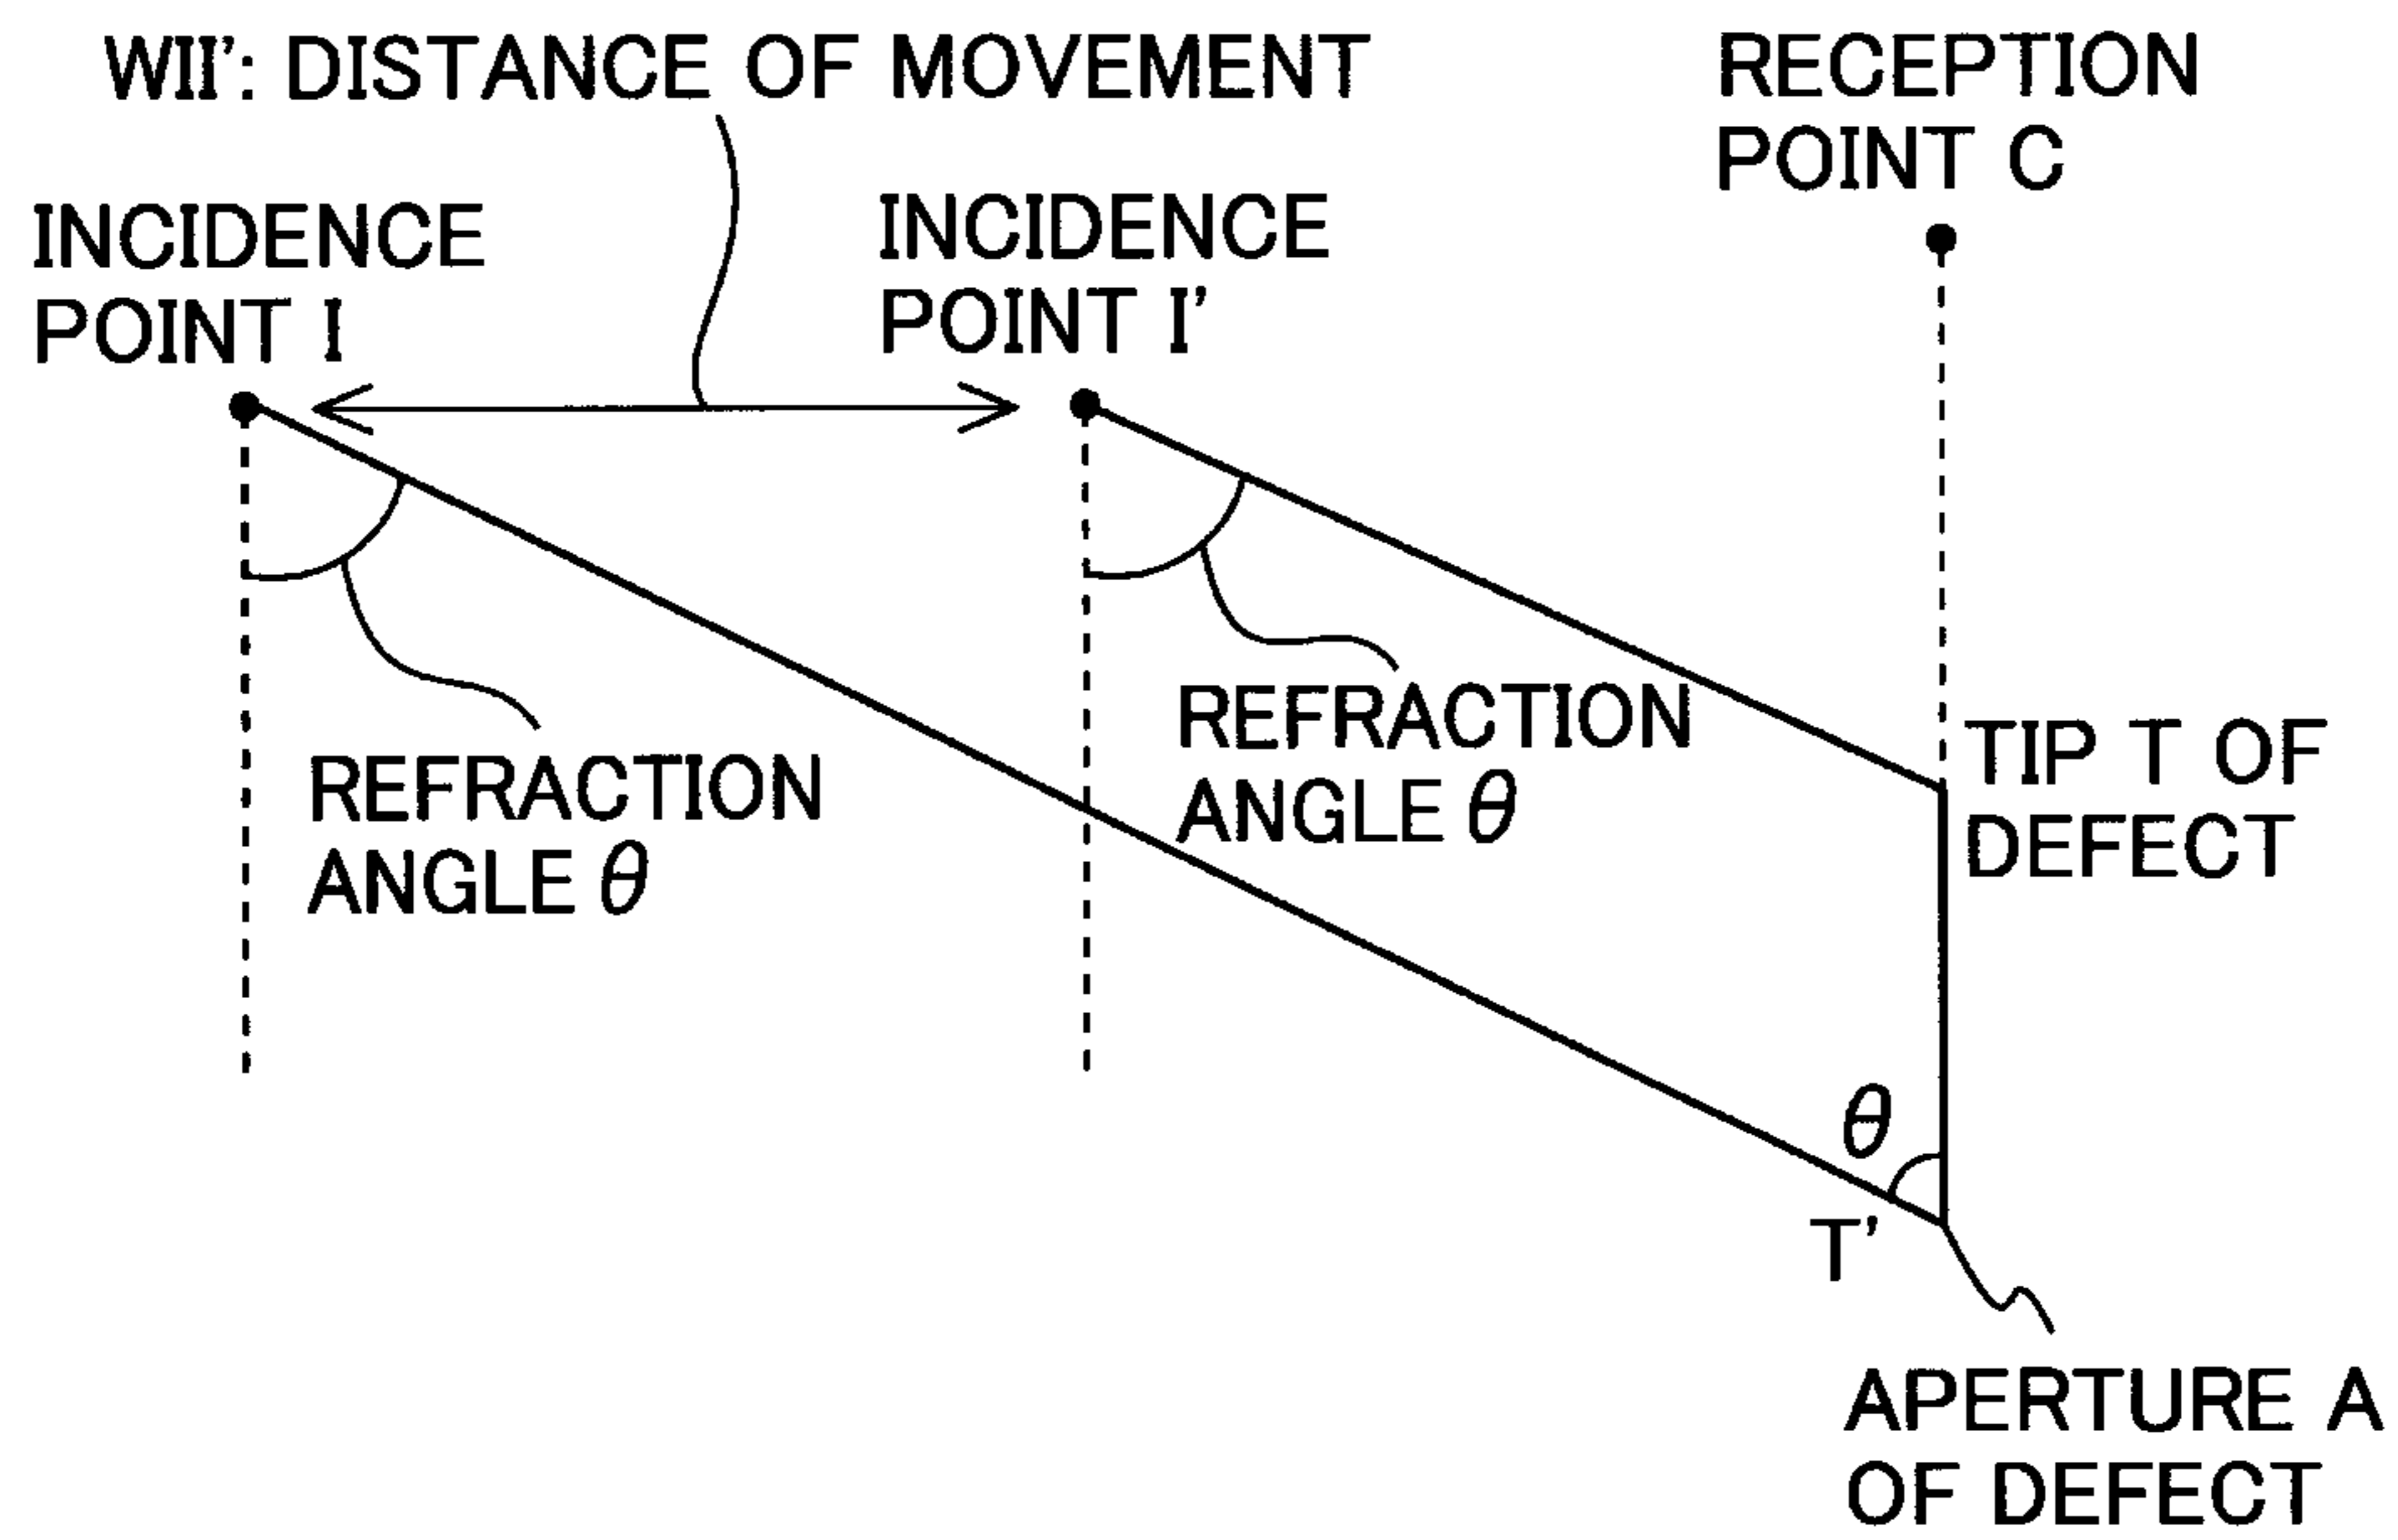 WII': DISTANCE OF MOVEMENT
RECEPTION
POINT C
INCIDENCE
POINT I
INCIDENCE
POINT I'
REFRACTION
ANGLE θ
REFRACTION
ANGLE θ
TIP T OF
DEFECT
θ
T'
APERTURE A
OF DEFECT